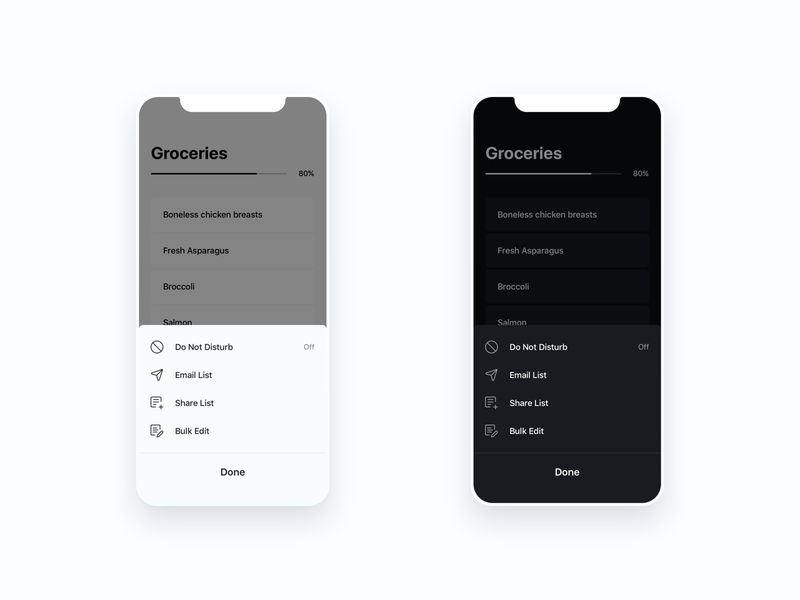 Groceries
80%
Boneless chicken breasts
Fresh Asparagus
Broccoli
Salmon
Do Not Disturb Off
Email List
Share List
Bulk Edit
Done
Groceries
80%
Boneless chicken breasts
Fresh Asparagus
Broccoli
Salmon
Do Not Disturb Off
Email List
Share List
Bulk Edit
Done